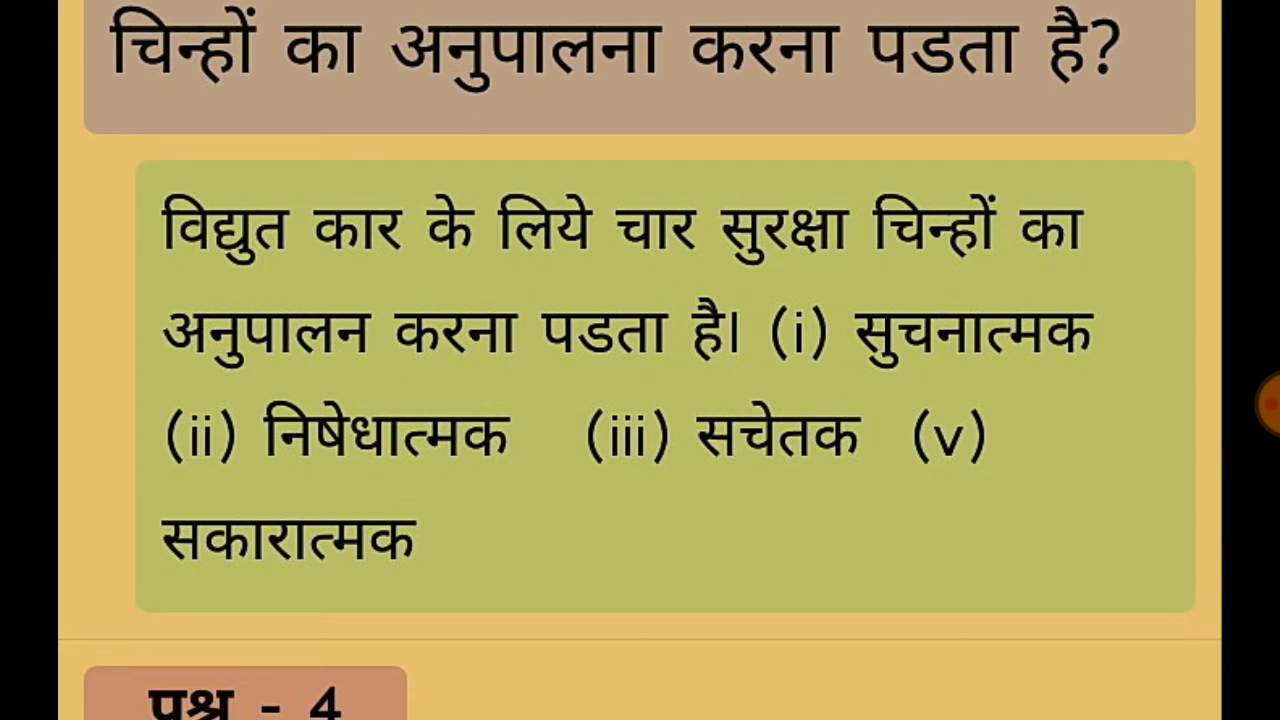 चिन्हों का अनुपालना करना पडता है?
विद्युत कार के लिये चार सुरक्षा चिन्हों का
अनुपालन करना पडता है। (i) सुचनात्मक
(ii) निषेधात्मक (iii) सचेतक (v)
सकारात्मक
प्रश्न - 4